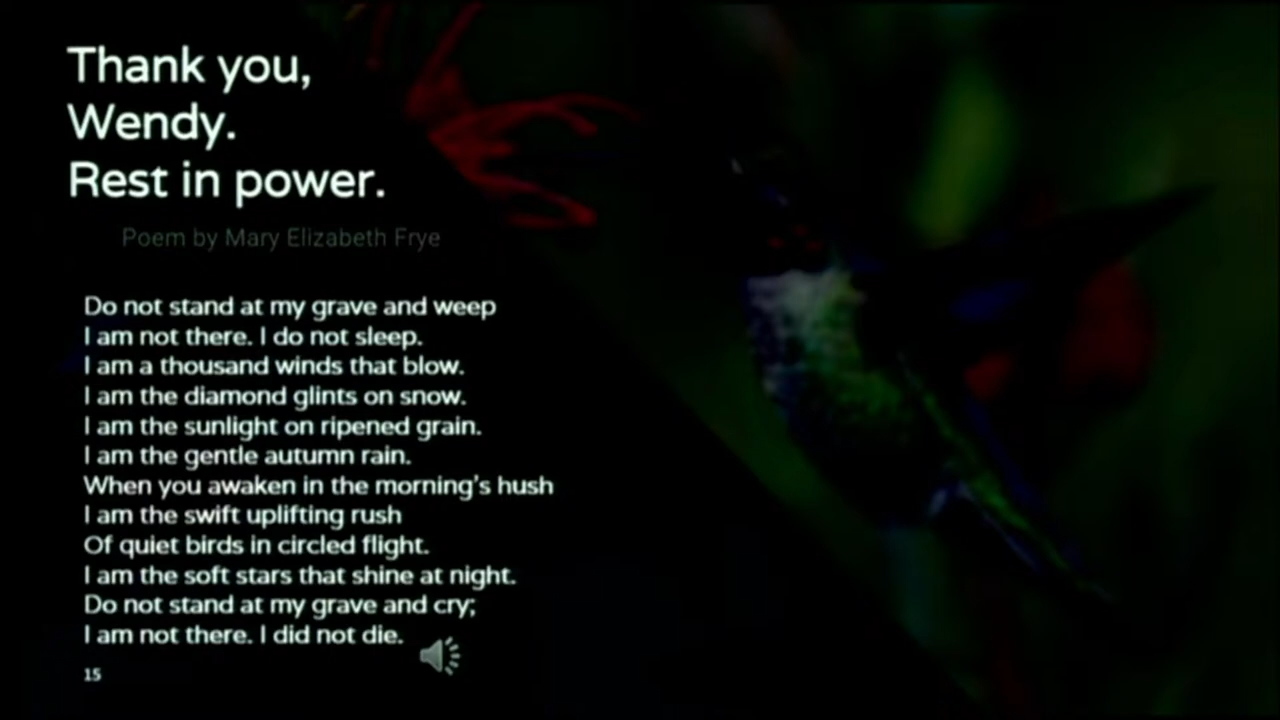 Thank you,
Wendy.
Rest in power.
Poem by Mary Elizabeth Frye
Do not stand at my grave and weep
I am not there. I do not sleep.
I am a thousand winds that blow.
I am the diamond glints on snow.
I am the sunlight on ripened grain.
I am the gentle autumn rain.
When you awaken in the morning's hush
I am the swift uplifting rush
Of quiet birds in circled flight.
I am the soft stars that shine at night.
Do not stand at my grave and cry;
I am not there. I did not die.
15